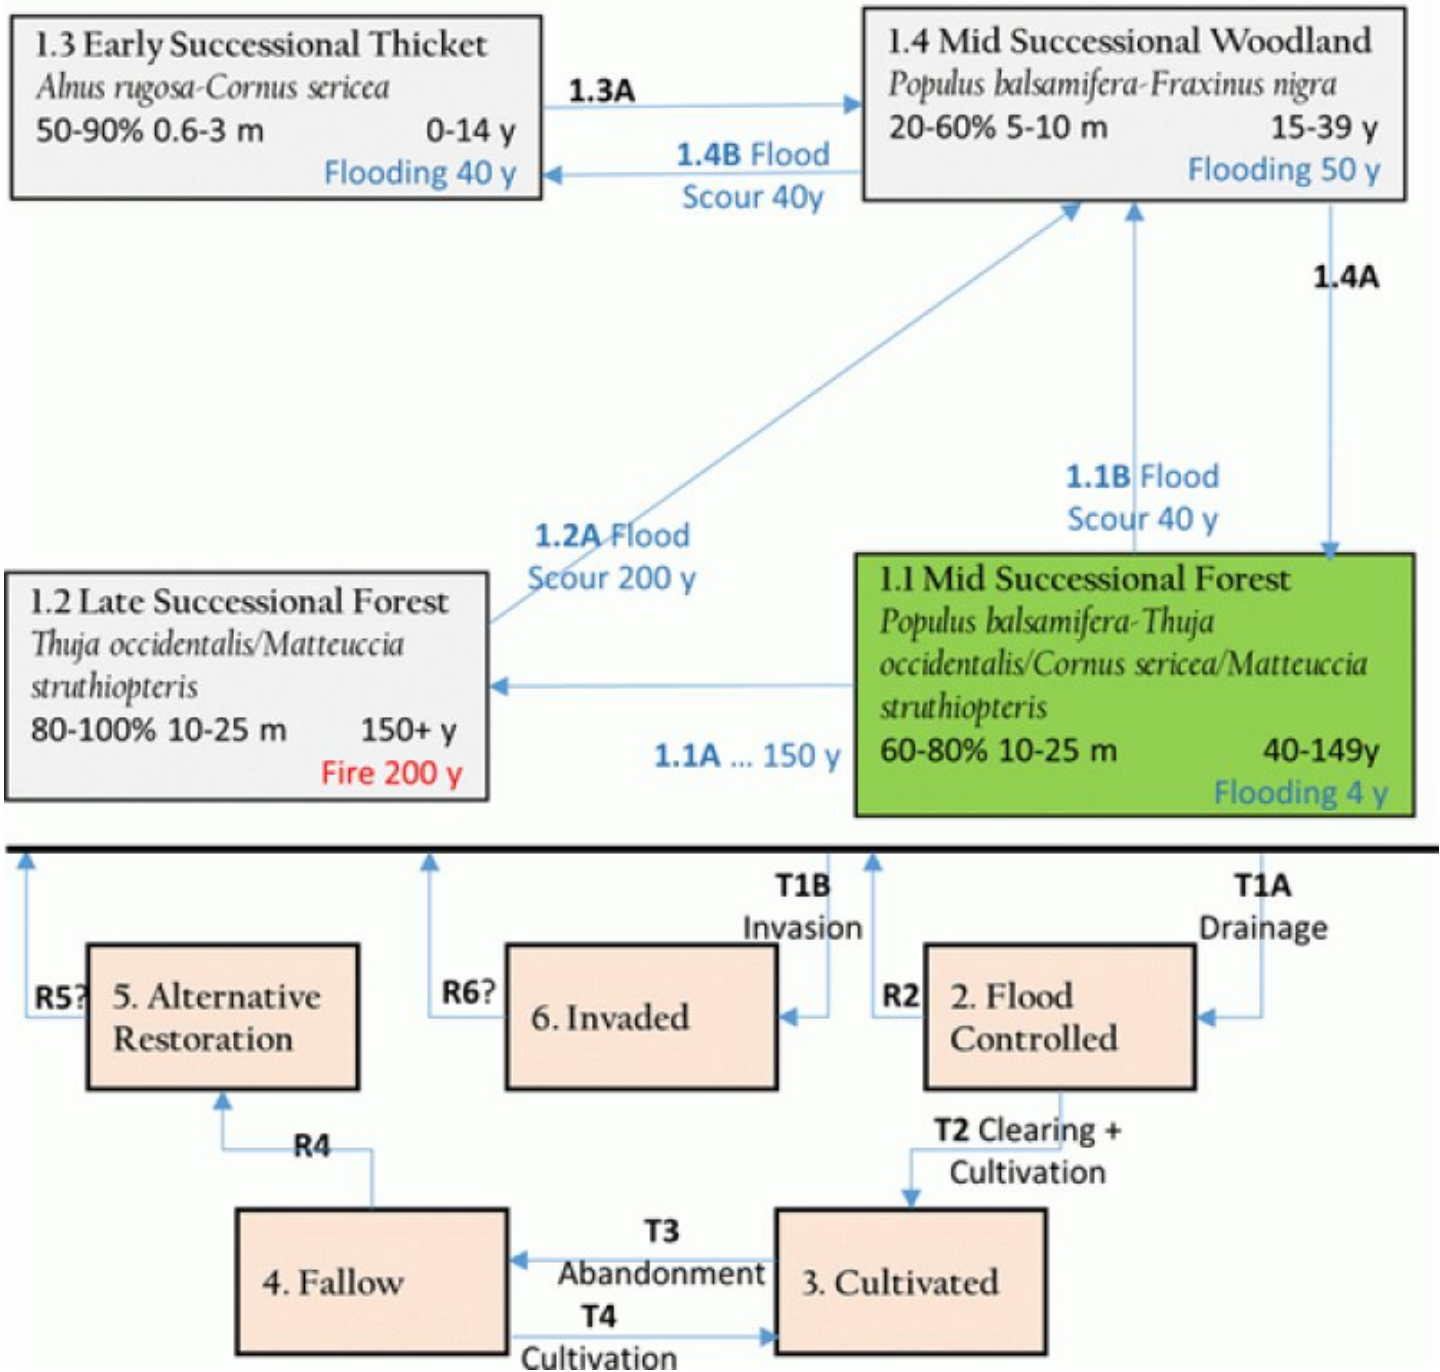 1.3 Early Successional Thicket
Alnus rugosa-Cornus sericea
50-90% 0.6-3 m 0-14 y
Flooding 40 y
1.3A
1.4B Flood
Scour 40y
1.4 Mid Successional Woodland
Populus balsamifera-Fraxinus nigra
20-60% 5-10 m 15-39 y
Flooding 50 y
1.4A
1.2A Flood
Scour 200 y
1.1B Flood
Scour 40 y
1.2 Late Successional Forest
Thuja occidentalis/Matteuccia
struthiopteris
80-100% 10-25 m 150+ y
Fire 200 y
1.1A ... 150 y
1.1 Mid Successional Forest
Populus balsamifera-Thuja
occidentalis/Cornus sericea/Matteuccia
struthiopteris
60-80% 10-25 m 40-149y
Flooding 4 y
T1B
Invasion
T1A
Drainage
R5?
5. Alternative
Restoration
R6?
6. Invaded
R2
2. Flood
Controlled
R4
T2 Clearing +
Cultivation
4. Fallow
T3
Abandonment
T4
Cultivation
3. Cultivated